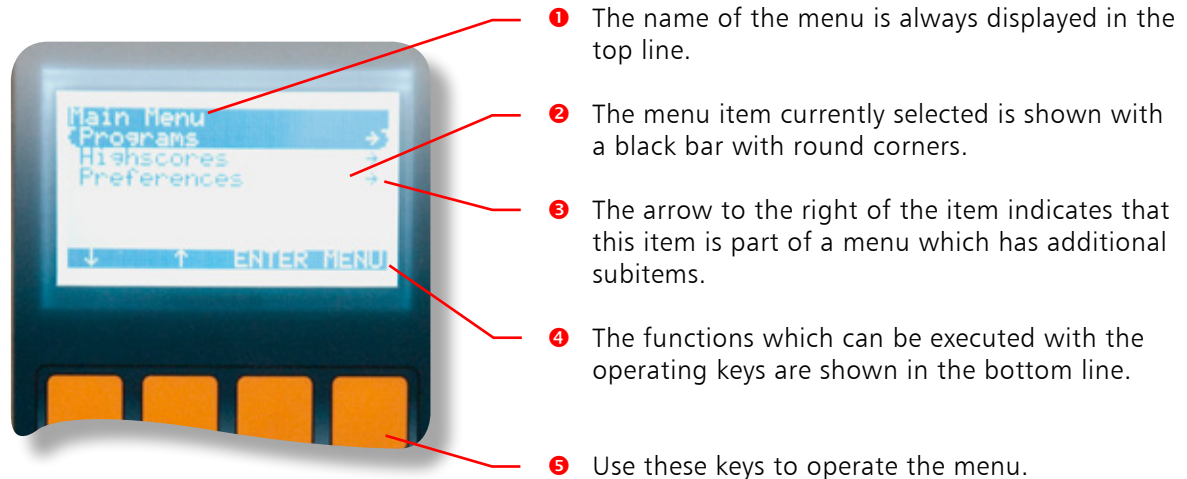 Main Menu
Programs →
Highscores →
Preferences →
↓ ↑ ENTER MENU
❶ The name of the menu is always displayed in the
top line.
❷ The menu item currently selected is shown with
a black bar with round corners.
❸ The arrow to the right of the item indicates that
this item is part of a menu which has additional
subitems.
❹ The functions which can be executed with the
operating keys are shown in the bottom line.
❺ Use these keys to operate the menu.